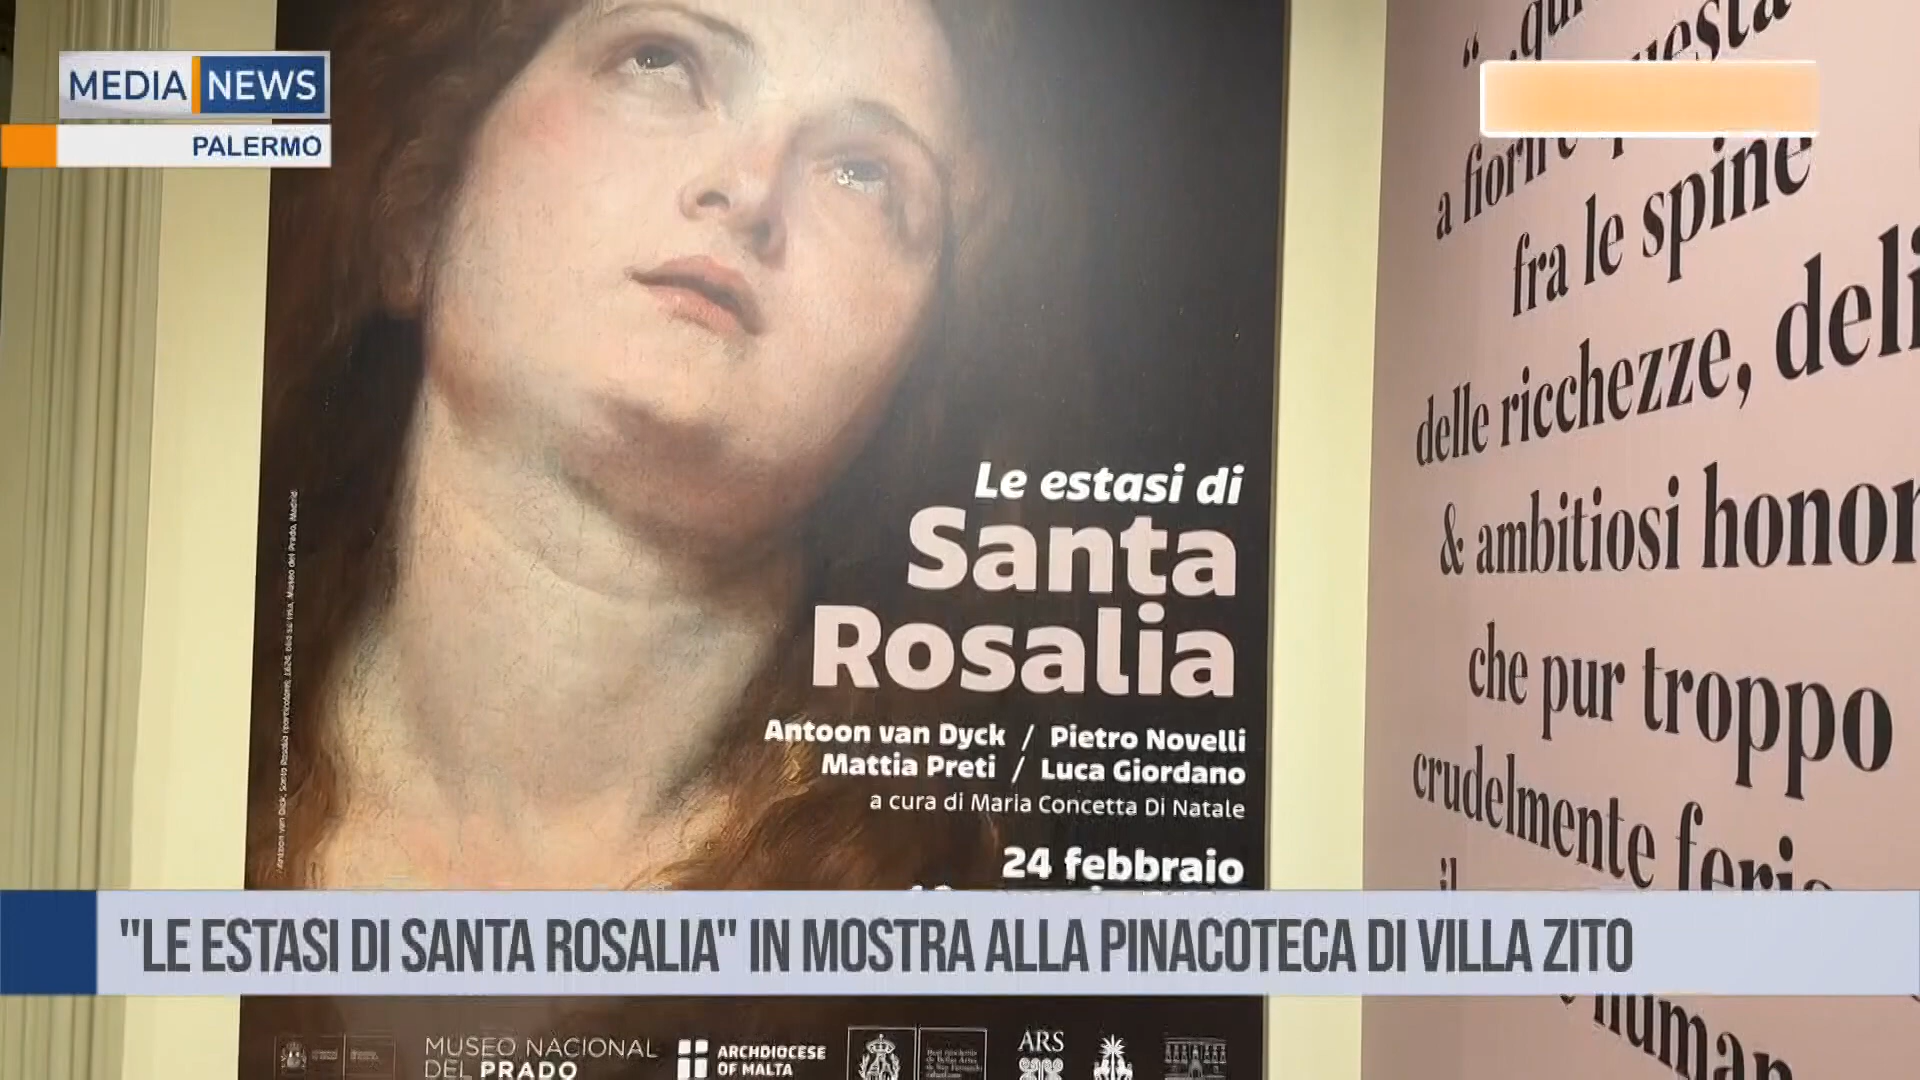 MEDIA NEWS
PALERMO
Le estasi di
Santa
Rosalia
Antoon van Dyck / Pietro Novelli
Mattia Preti / Luca Giordano
a cura di Maria Concetta Di Natale
24 febbraio
a fiorire
fra le spine
delle ricchezze, deli
& ambitiosi honor
che pur troppo
crudelmente
"LE ESTASI DI SANTA ROSALIA" IN MOSTRA ALLA PINACOTECA DI VILLA ZITO
MUSEO NACIONAL
DEL PRADO
ARCHDIOCESE
OF MALTA
ARS